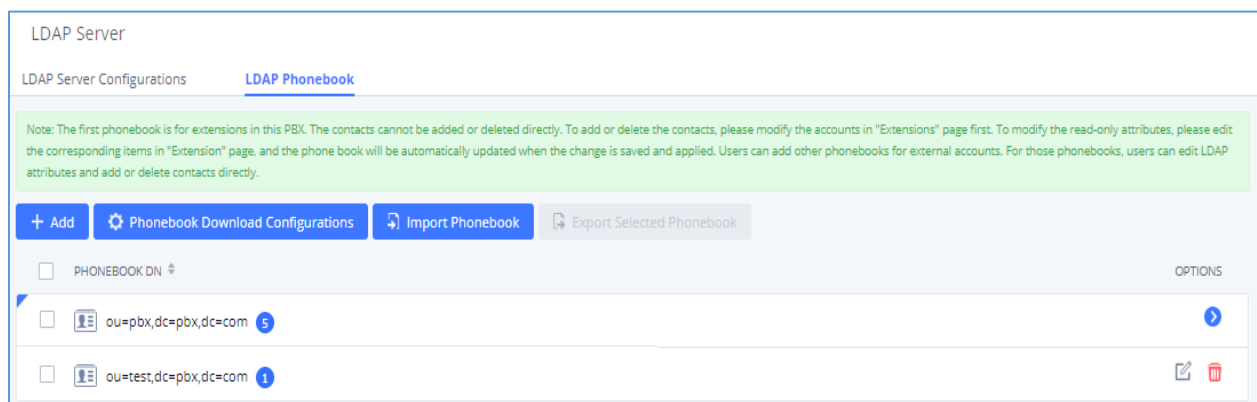 LDAP Server
LDAP Server Configurations LDAP Phonebook
Note: The first phonebook is for extensions in this PBX. The contacts cannot be added or deleted directly. To add or delete the contacts, please modify the accounts in "Extensions" page first. To modify the read-only attributes, please edit
the corresponding items in "Extension" page, and the phone book will be automatically updated when the change is saved and applied. Users can add other phonebooks for external accounts. For those phonebooks, users can edit LDAP
attributes and add or delete contacts directly.
+ Add Phonebook Download Configurations Import Phonebook Export Selected Phonebook
PHONEBOOK DN OPTIONS
ou=pbx,dc=pbx,dc=com 5
ou=test,dc=pbx,dc=com 1